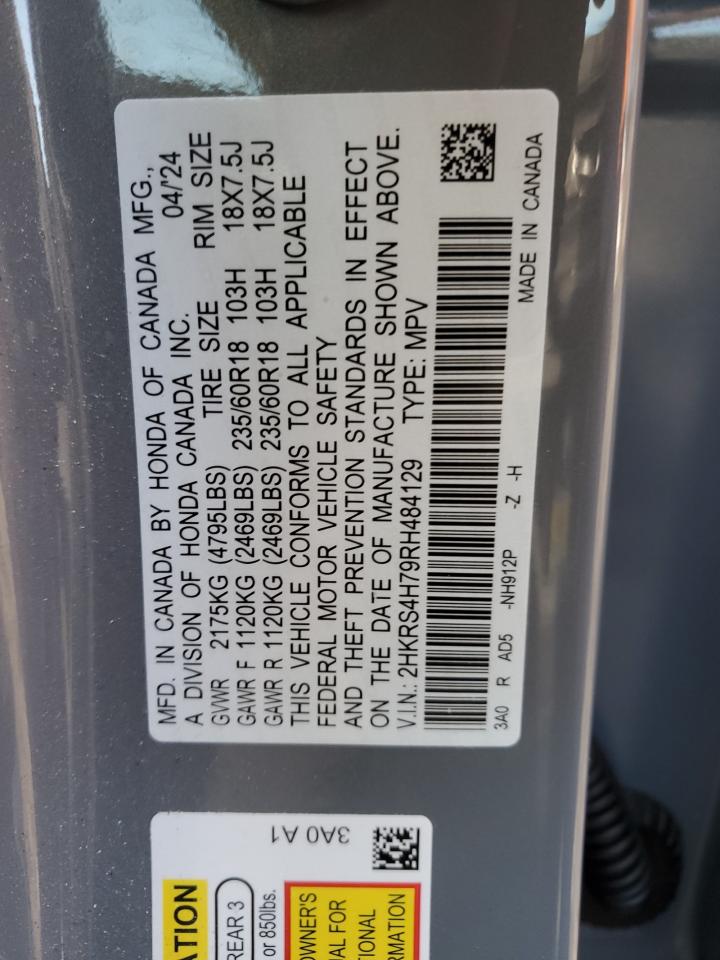 MFD. IN CANADA BY HONDA OF CANADA MFG.,
A DIVISION OF HONDA CANADA INC. 04/'24
GVWR 2175KG (4795LBS) TIRE SIZE RIM SIZE
GAWR F 1120KG (2469LBS) 235/60R18 103H 18X7.5J
GAWR R 1120KG (2469LBS) 235/60R18 103H 18X7.5J
THIS VEHICLE CONFORMS TO ALL APPLICABLE
FEDERAL MOTOR VEHICLE SAFETY
AND THEFT PREVENTION STANDARDS IN EFFECT
ON THE DATE OF MANUFACTURE SHOWN ABOVE.
V.I.N.: 2HKRS4H79RH484129 TYPE: MPV
3A0 R AD5 -NH912P -Z -H MADE IN CANADA
3A0 A1
ATION
REAR 3
or 850lbs.
OWNER'S
UAL FOR
TIONAL
RMATION